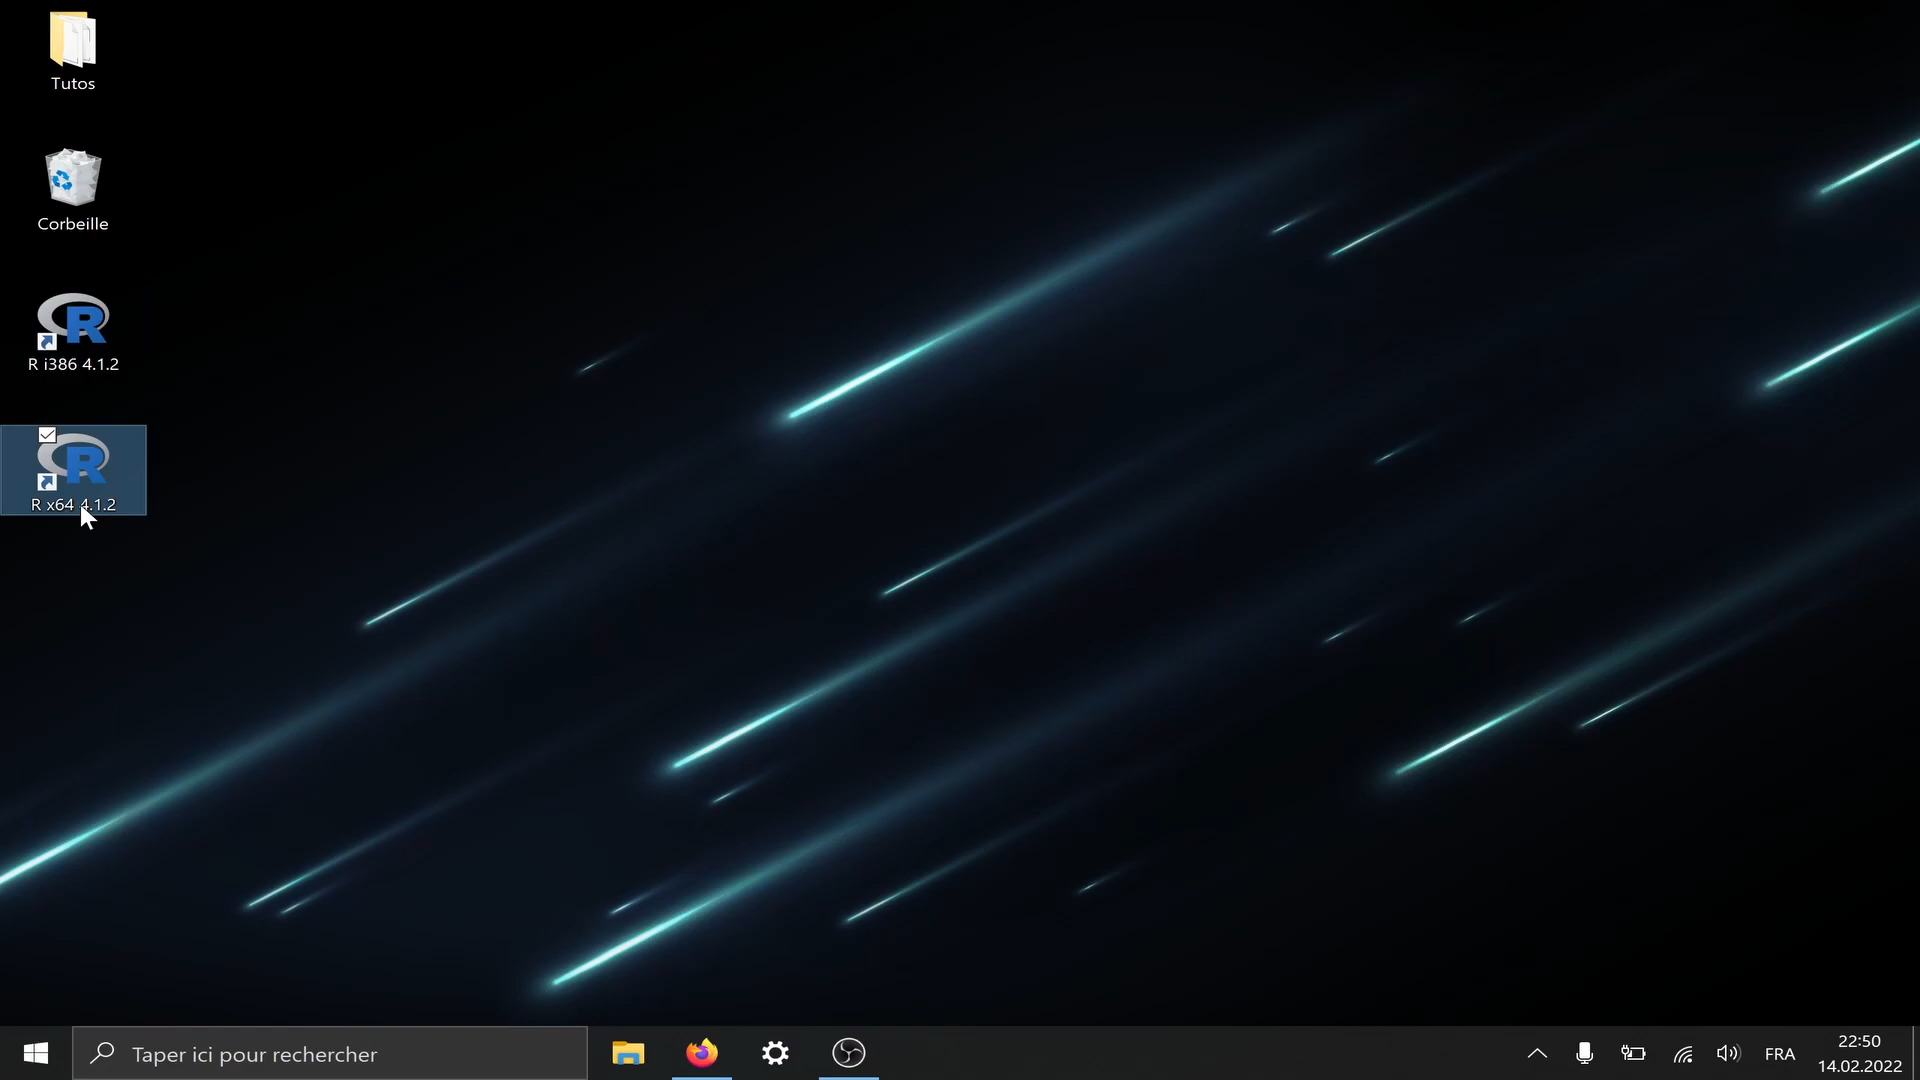 Tutos
Corbeille
R
R i386 4.1.2
R
R x64 4.1.2
Taper ici pour rechercher
FRA
22:50
14.02.2022